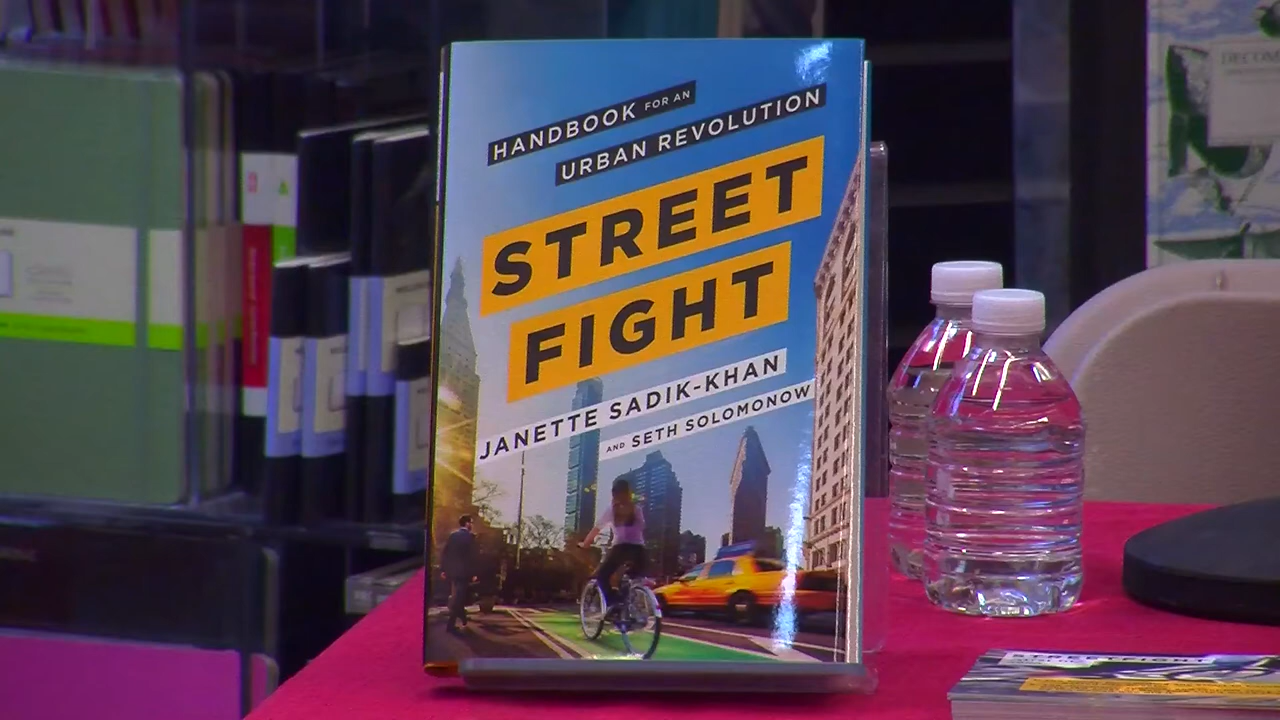 HANDBOOK FOR AN
URBAN REVOLUTION
STREET
FIGHT
JANETTE SADIK-KHAN
AND SETH SOLOMONOW